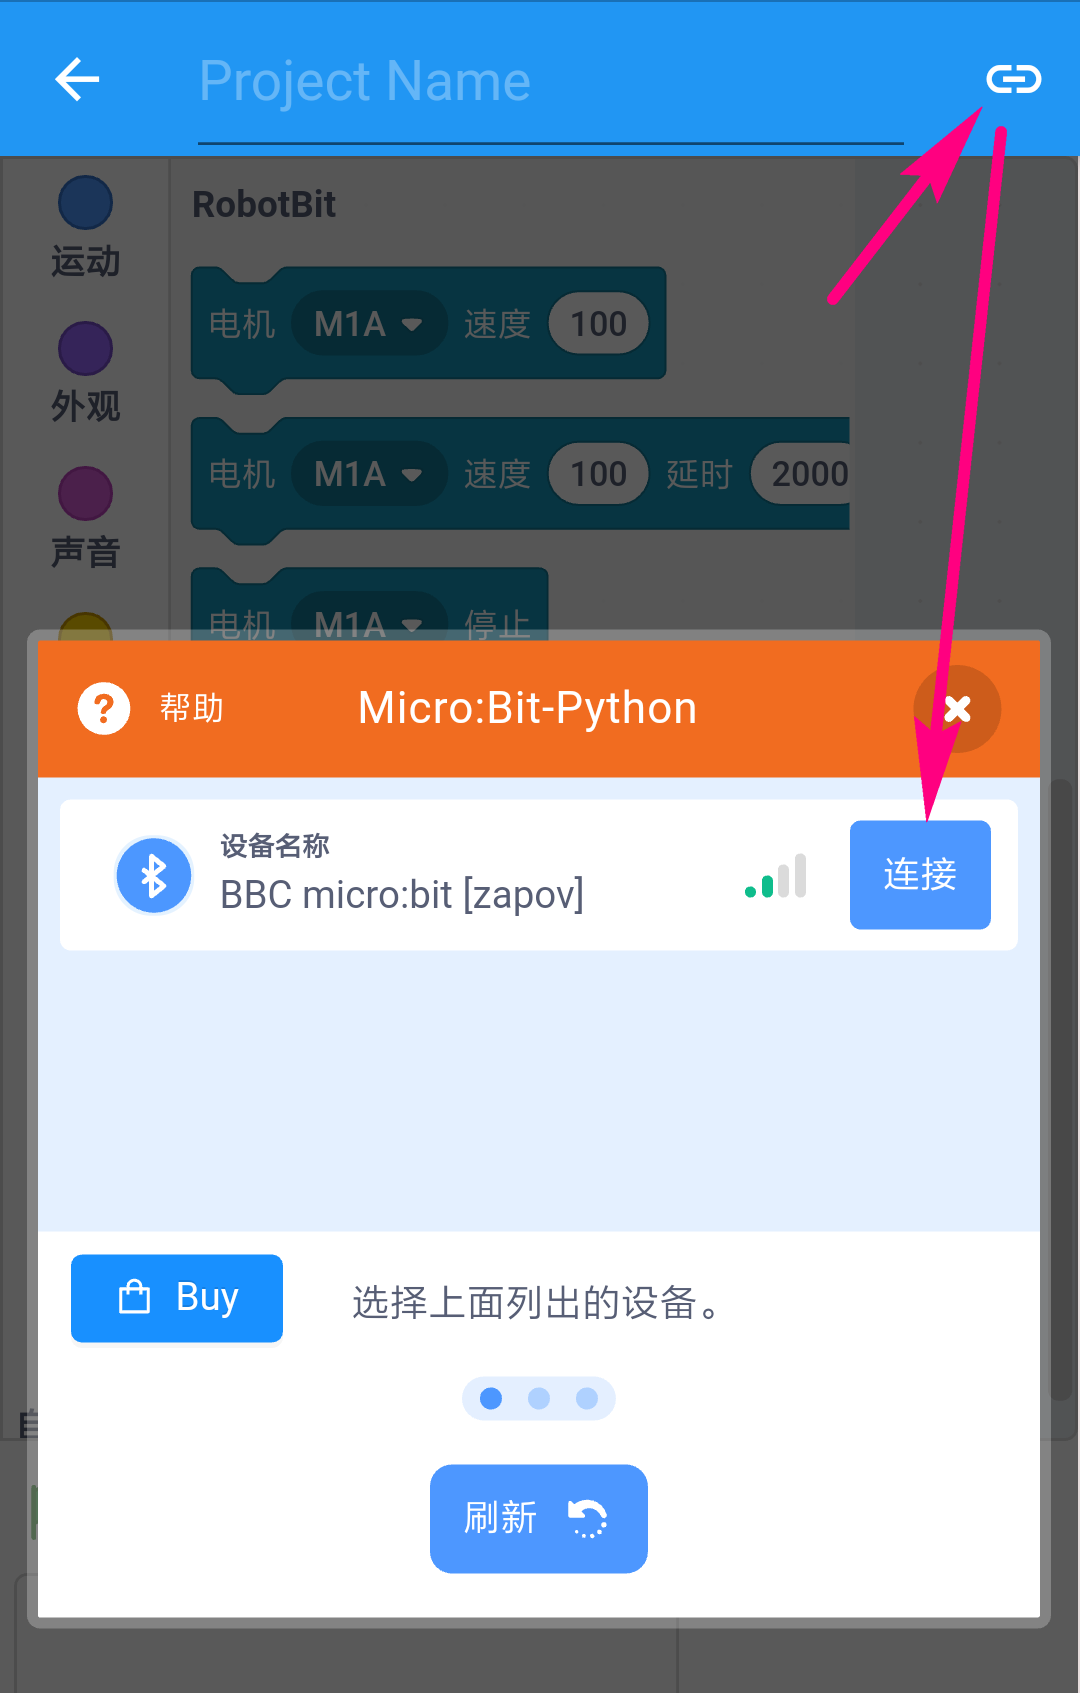 Project Name
RobotBit
运动
电机 M1A 速度 100
外观
电机 M1A 速度 100 延时 2000
声音
电机 M1A 停止
帮助 Micro:Bit-Python
设备名称
BBC micro:bit [zapov]
连接
Buy 选择上面列出的设备。
刷新